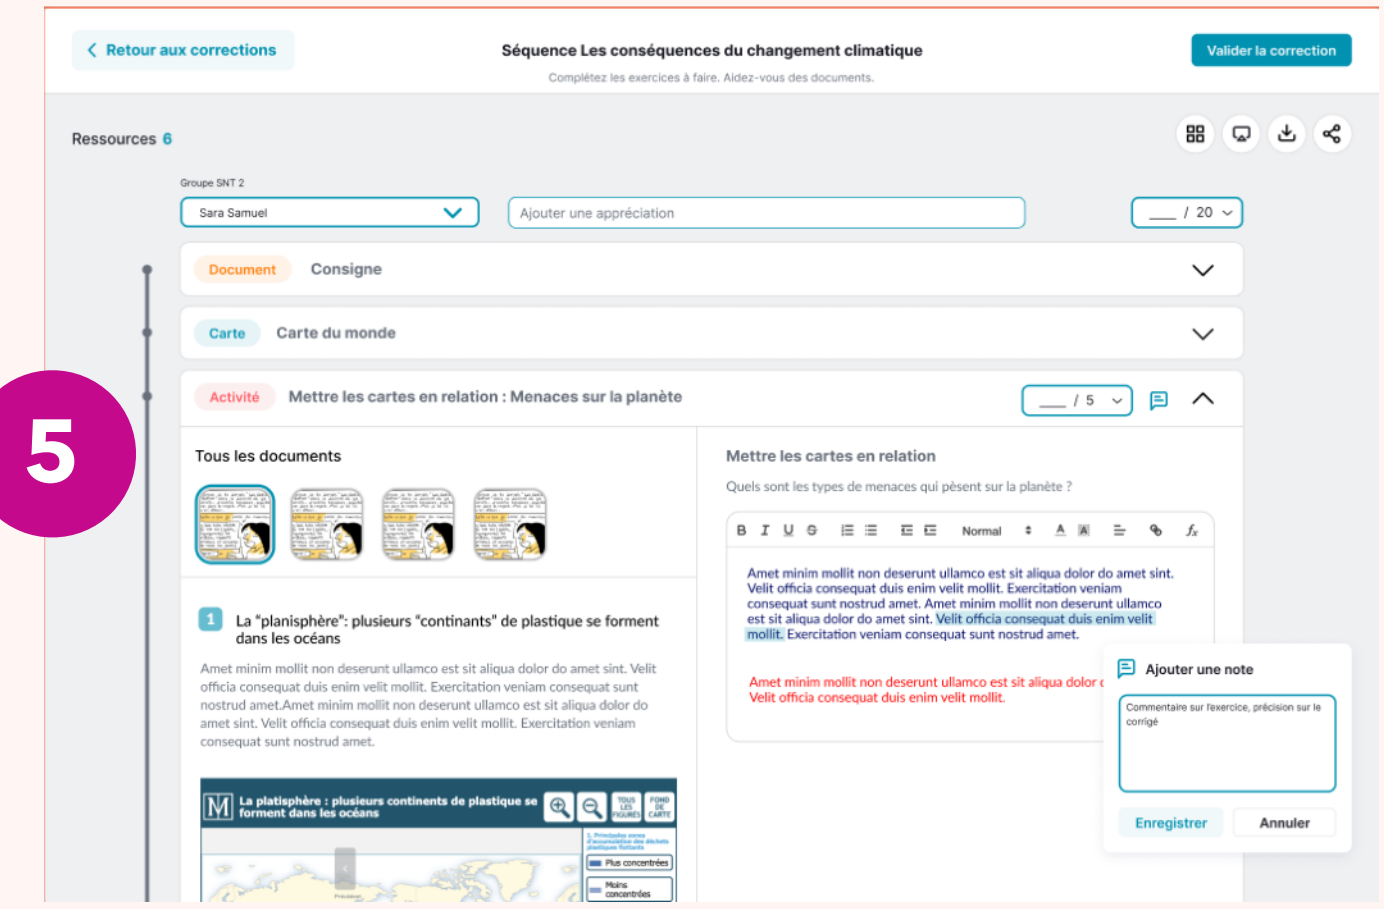 Retour aux corrections
Séquence Les conséquences du changement climatique
Complétez les exercices à faire. Aidez-vous des documents.
Valider la correction
Ressources 6
Groupe SNT 2
Sara Samuel
Ajouter une appréciation
___ / 20
Document Consigne
Carte Carte du monde
Activité Mettre les cartes en relation : Menaces sur la planète
___ / 5
5
Tous les documents
1 La “planisphère”: plusieurs “continants” de plastique se forment
dans les océans
Amet minim mollit non deserunt ullamco est sit aliqua dolor do amet sint. Velit
officia consequat duis enim velit mollit. Exercitation veniam consequat sunt
nostrud amet.Amet minim mollit non deserunt ullamco est sit aliqua dolor do
amet sint. Velit officia consequat duis enim velit mollit. Exercitation veniam
consequat sunt nostrud amet.
M
La platisphère : plusieurs continents de plastique se
forment dans les océans
TOUS
LES
FIGURES
FOND
DE
CARTE
1. Principales zones
d'accumulation des déchets
plastiques flottants
Plus concentrées
Moins
concentrées
Mettre les cartes en relation
Quels sont les types de menaces qui pèsent sur la planète ?
B I U S Normal A A fx
Amet minim mollit non deserunt ullamco est sit aliqua dolor do amet sint.
Velit officia consequat duis enim velit mollit. Exercitation veniam
consequat sunt nostrud amet. Amet minim mollit non deserunt ullamco
est sit aliqua dolor do amet sint. Velit officia consequat duis enim velit
mollit. Exercitation veniam consequat sunt nostrud amet.
Amet minim mollit non deserunt ullamco est sit aliqua dolor
Velit officia consequat duis enim velit mollit.
Ajouter une note
Commentaire sur l'exercice, précision sur le
corrigé
Enregistrer
Annuler